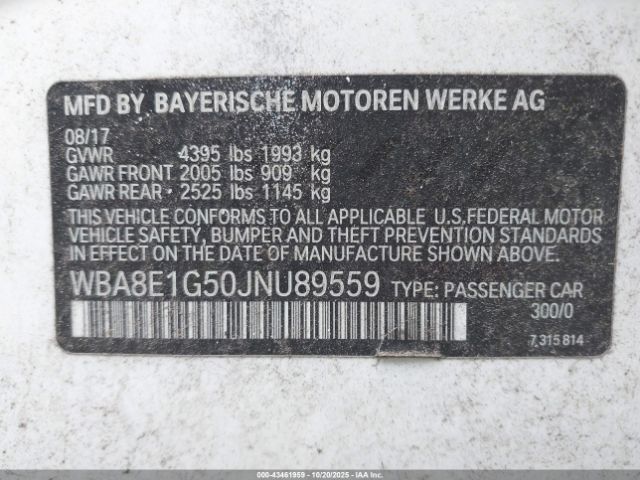 MFD BY BAYERISCHE MOTOREN WERKE AG
08/17
GVWR 4395 lbs 1993 kg
GAWR FRONT 2005 lbs 909 kg
GAWR REAR - 2525 lbs 1145 kg
THIS VEHICLE CONFORMS TO ALL APPLICABLE U.S.FEDERAL MOTOR
VEHICLE SAFETY, BUMPER AND THEFT PREVENTION
STANDARDS IN EFFECT ON THE DATE OF MANUFACTURE SHOWN ABOVE.
WBA8E1G50JNU89559 TYPE: PASSENGER CAR
300/0
7 315 814
000-43461959 - 10/20/2025 - IAAI Copyright